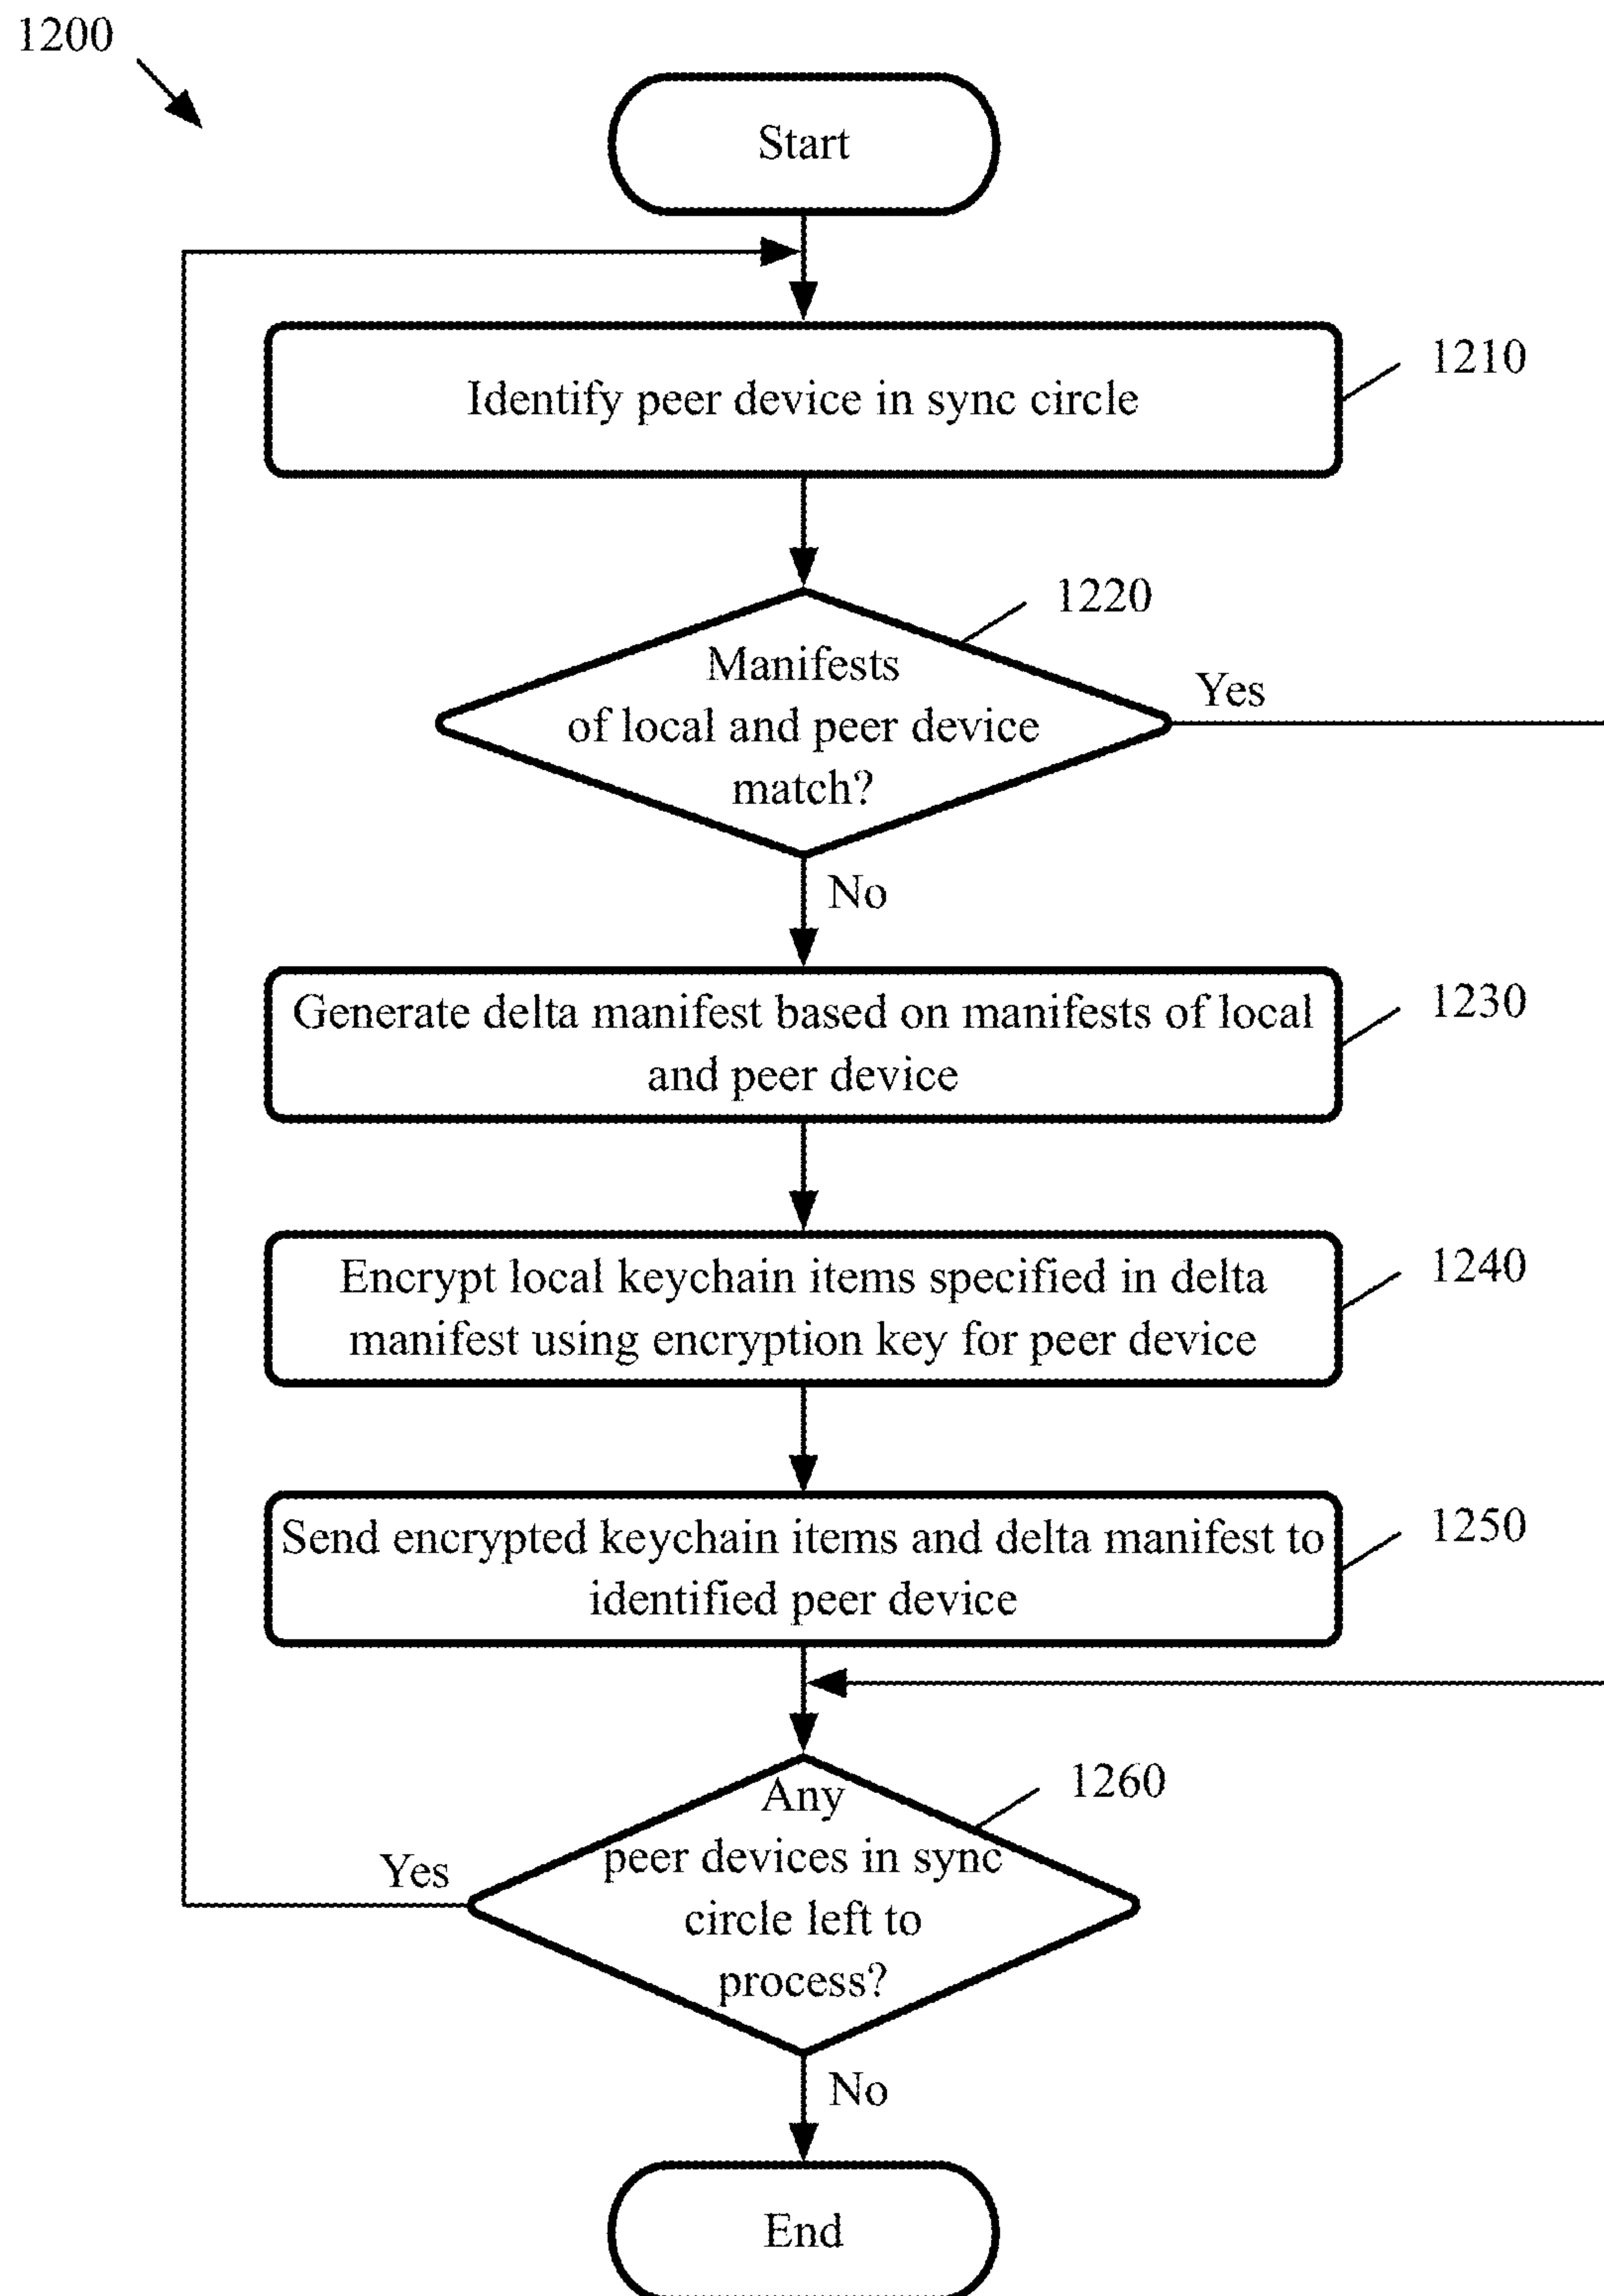 1200
Start
Identify peer device in sync circle
1210
1220
Manifests
of local and peer device
match?
Yes
No
Generate delta manifest based on manifests of local
and peer device
1230
Encrypt local keychain items specified in delta
manifest using encryption key for peer device
1240
Send encrypted keychain items and delta manifest to
identified peer device
1250
1260
Any
peer devices in sync
circle left to
process?
Yes
No
End